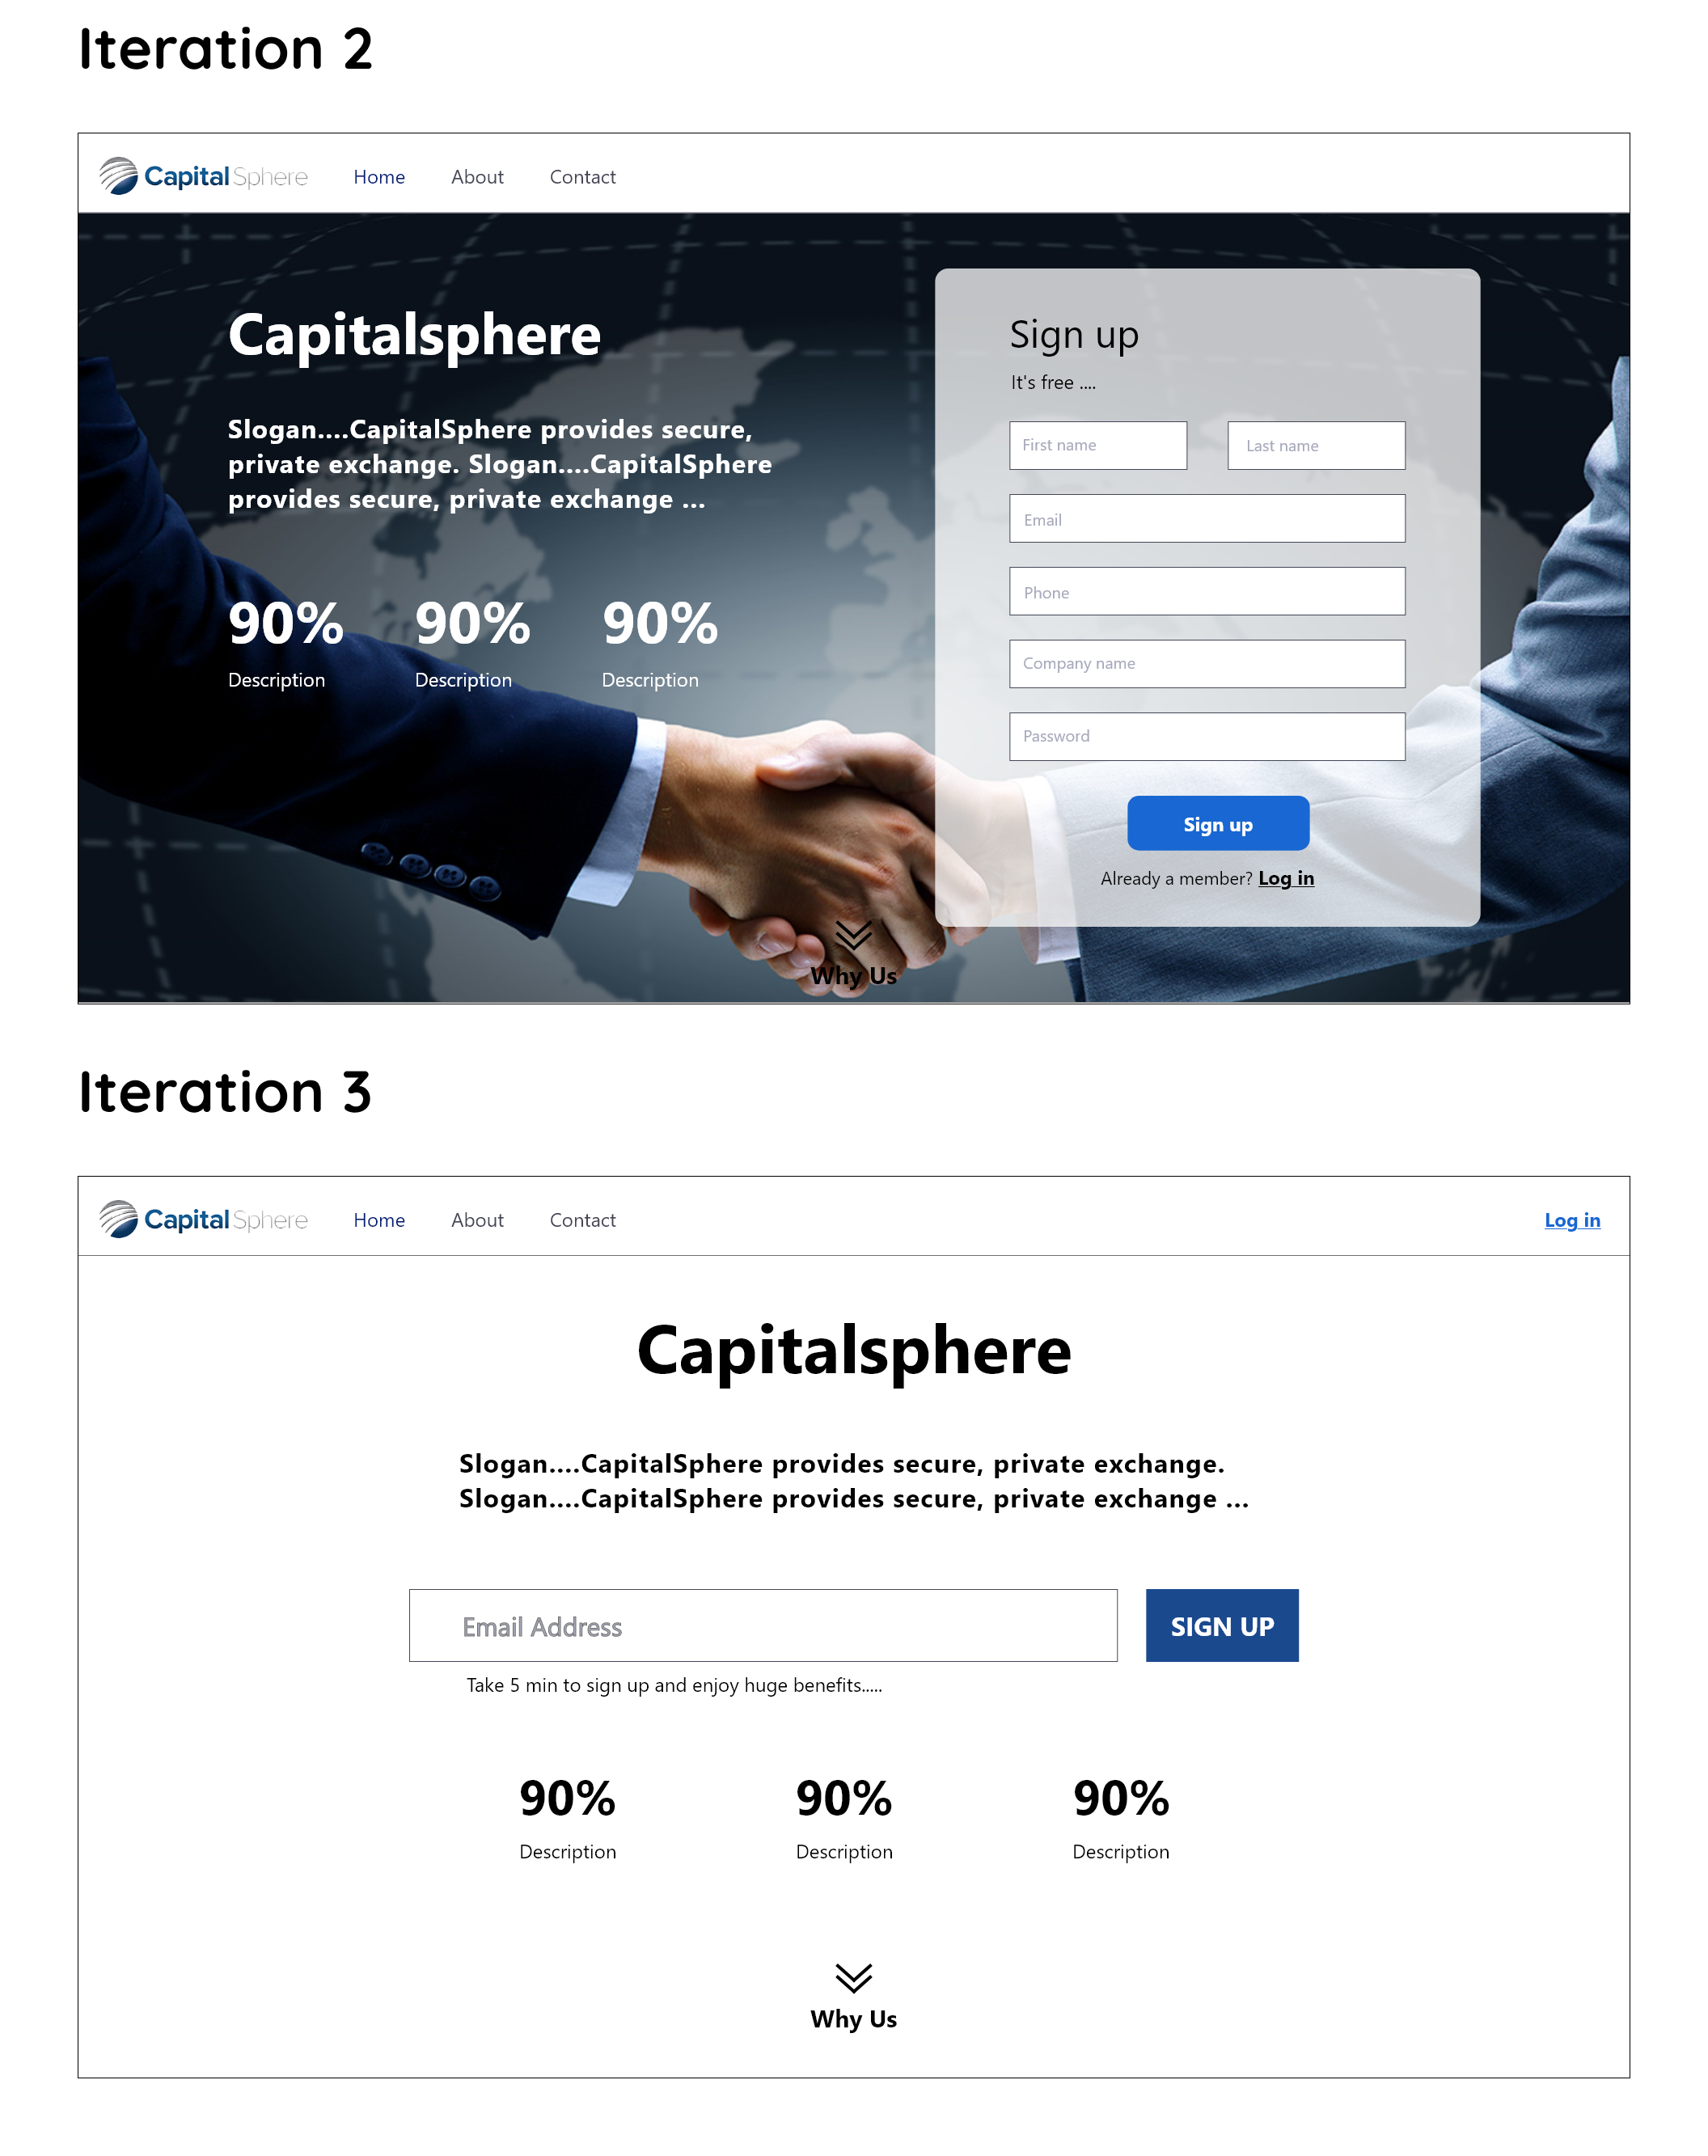 Iteration 2
CapitalSphere Home About Contact
Capitalsphere
Slogan....CapitalSphere provides secure,
private exchange. Slogan....CapitalSphere
provides secure, private exchange ...
90% 90% 90%
Description Description Description
Sign up
It's free ....
First name Last name
Email
Phone
Company name
Password
Sign up
Already a member? Log in
Why Us
Iteration 3
CapitalSphere Home About Contact Log in
Capitalsphere
Slogan....CapitalSphere provides secure, private exchange.
Slogan....CapitalSphere provides secure, private exchange ...
Email Address SIGN UP
Take 5 min to sign up and enjoy huge benefits.....
90% 90% 90%
Description Description Description
Why Us